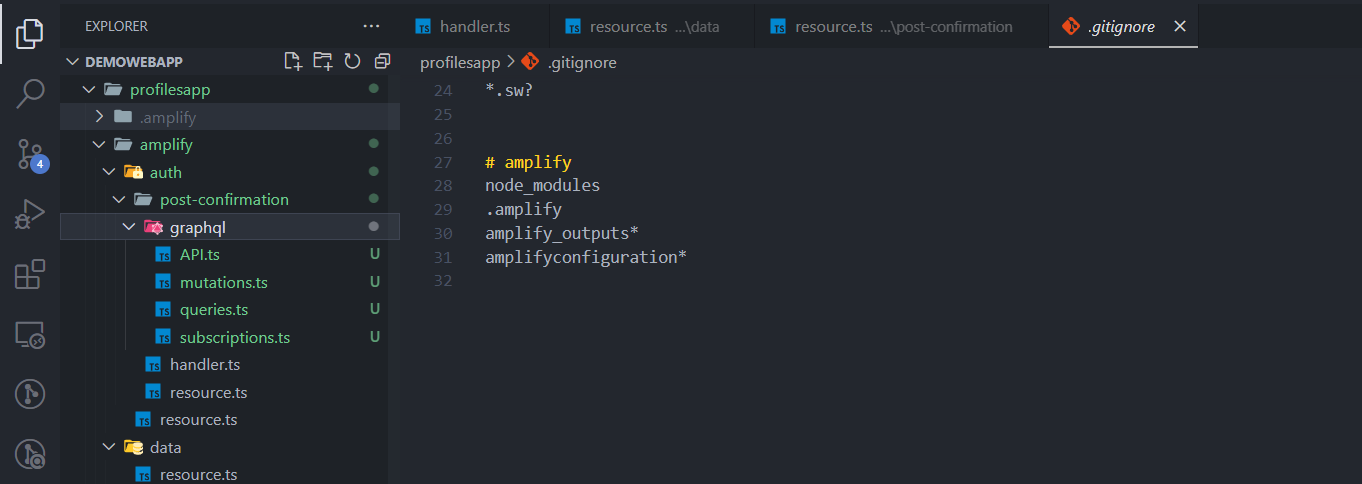 EXPLORER
handler.ts
resource.ts ...\data
resource.ts ...\post-confirmation
.gitignore
DEMOWEBAPP
profilesapp
.amplify
amplify
auth
post-confirmation
graphql
API.ts U
mutations.ts U
queries.ts U
subscriptions.ts U
handler.ts
resource.ts
resource.ts
data
resource.ts
4
profilesapp > .gitignore
24 *.sw?
25
26
27 # amplify
28 node_modules
29 .amplify
30 amplify_outputs*
31 amplifyconfiguration*
32